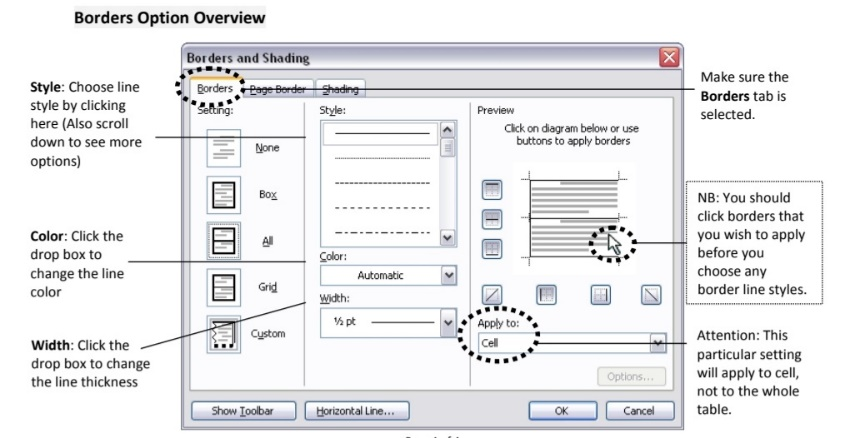 Borders Option Overview
Style: Choose line
style by clicking
here (Also scroll
down to see more
options)
Color: Click the
drop box to
change the line
color
Width: Click the
drop box to change
the line thickness
Borders and Shading
Borders
Page Border
Shading
Setting:
None
Box
All
Grid
Custom
Style:
Color:
Automatic
Width:
½ pt
Preview
Click on diagram below or use
buttons to apply borders
Apply to:
Cell
Options...
Show Toolbar
Horizontal Line...
OK
Cancel
Make sure the
Borders tab is
selected.
NB: You should
click borders that
you wish to apply
before you
choose any
border line styles.
Attention: This
particular setting
will apply to cell,
not to the whole
table.